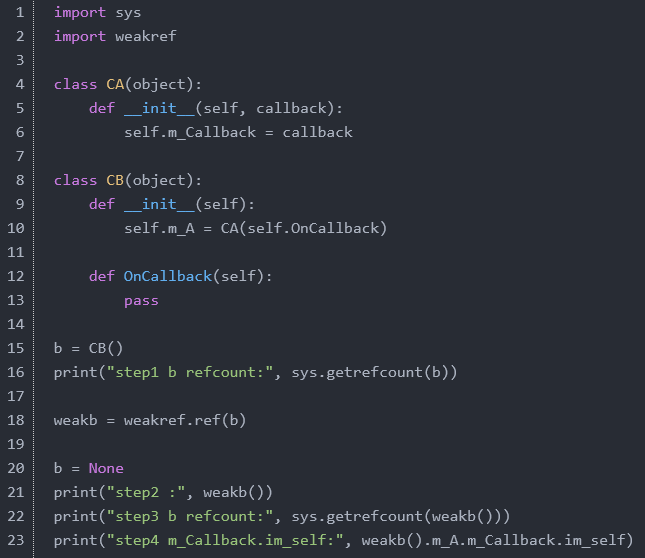 1 import sys
2 import weakref
3
4 class CA(object):
5     def __init__(self, callback):
6         self.m_Callback = callback
7
8 class CB(object):
9     def __init__(self):
10         self.m_A = CA(self.OnCallback)
11
12     def OnCallback(self):
13         pass
14
15 b = CB()
16 print("step1 b refcount:", sys.getrefcount(b))
17
18 weakb = weakref.ref(b)
19
20 b = None
21 print("step2 :", weakb())
22 print("step3 b refcount:", sys.getrefcount(weakb()))
23 print("step4 m_Callback.im_self:", weakb().m_A.m_Callback.im_self)